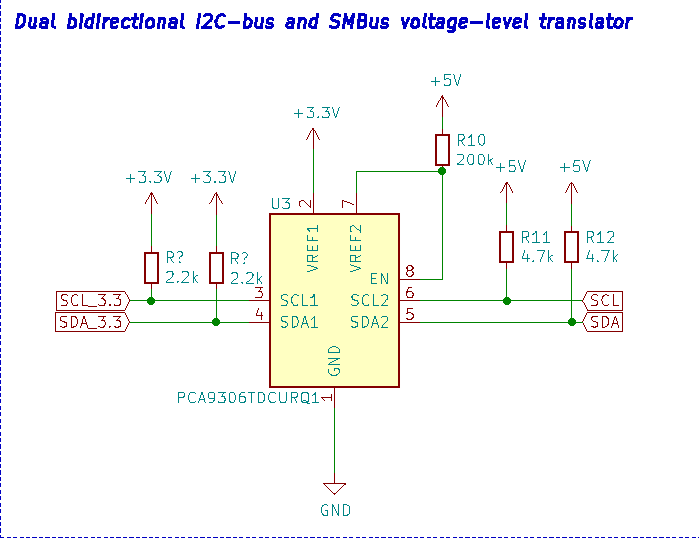 Dual bidirectional I2C-bus and SMBus voltage-level translator
+5V
+3.3V
R10
200k
+3.3V
+3.3V
+5V
+5V
U3
2
7
VREF1
VREF2
R?
2.2k
R?
2.2k
R11
4.7k
R12
4.7k
EN
8
SCL_3.3
3
SCL1
SCL2
6
SCL
SDA_3.3
4
SDA1
SDA2
5
SDA
GND
PCA9306TDCURQ1
1
GND